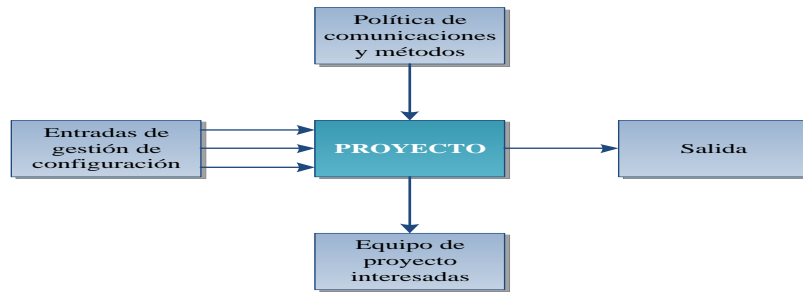 Política de
comunicaciones
y métodos
Entradas de
gestión de
configuración
PROYECTO
Salida
Equipo de
proyecto
interesadas